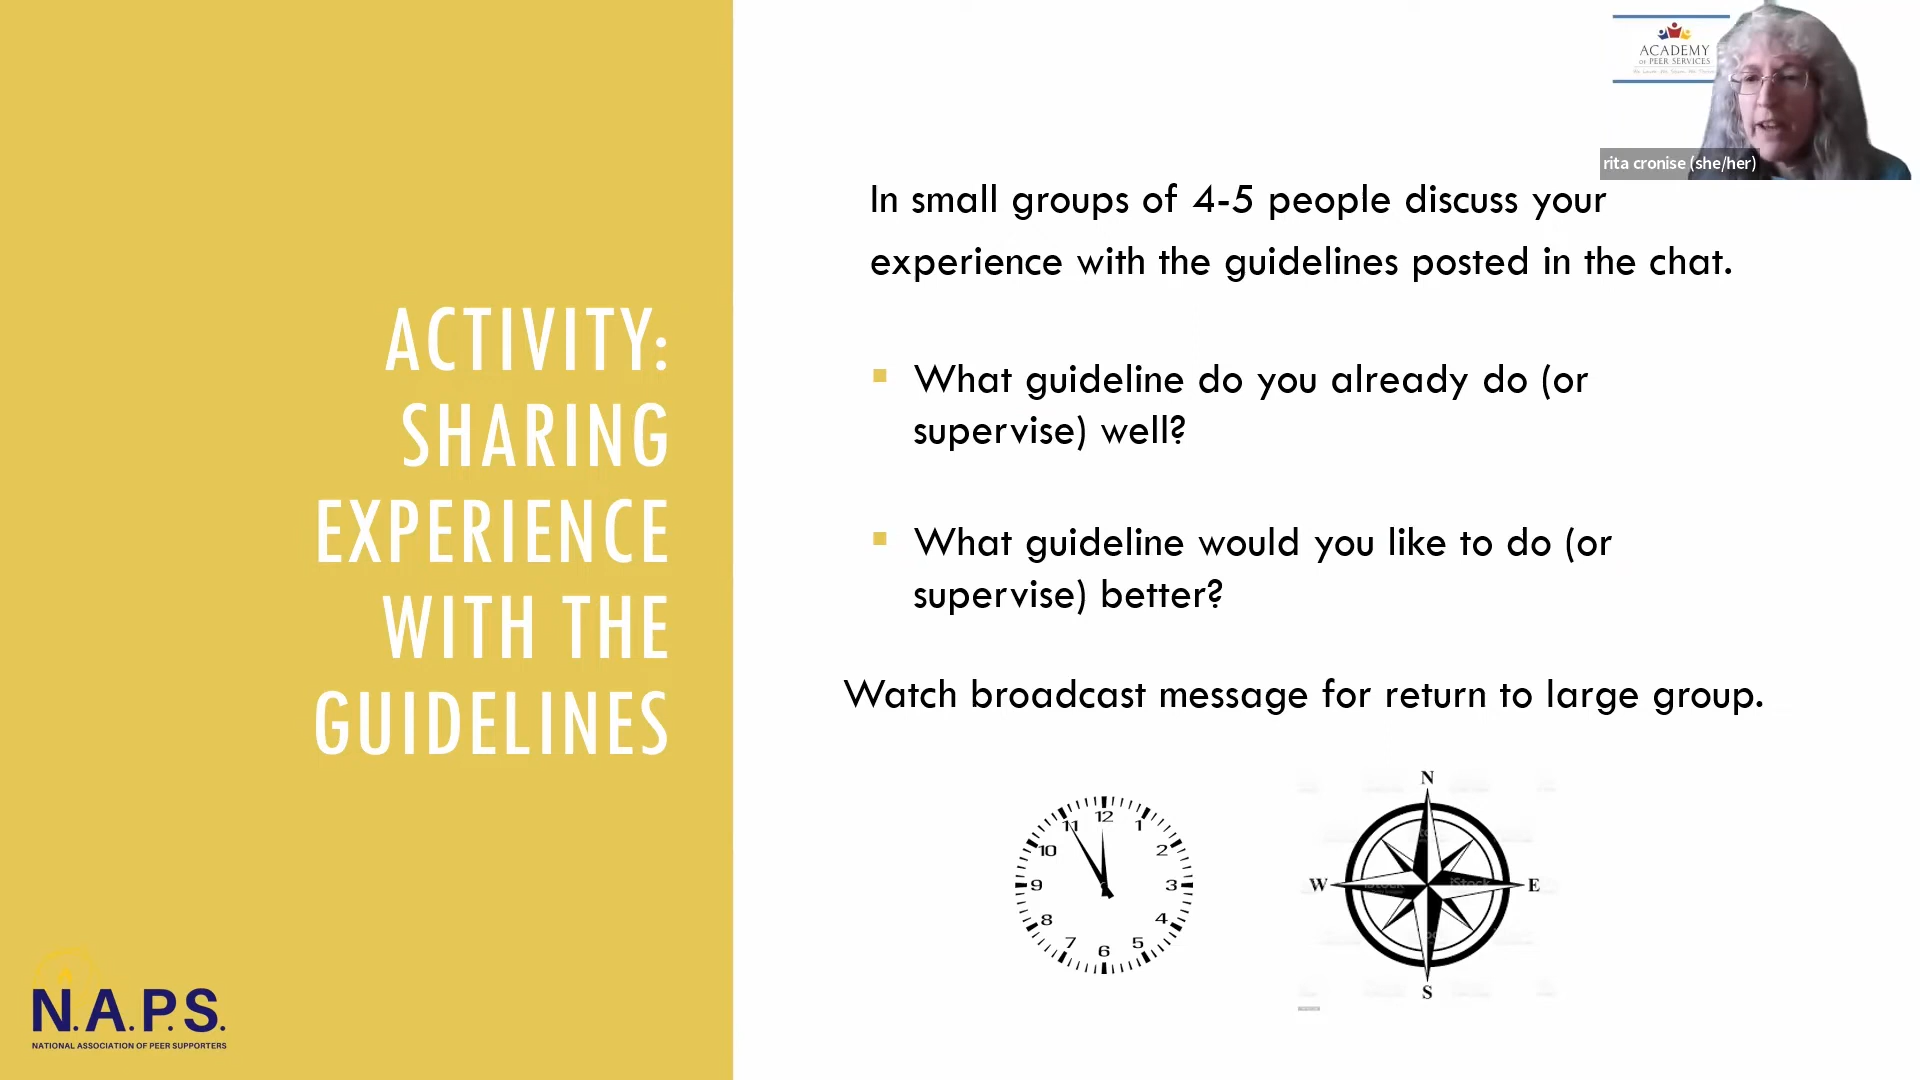 ACADEMY
OF PEER SERVICES
rita cronise (she/her)
ACTIVITY:
SHARING
EXPERIENCE
WITH THE
GUIDELINES
In small groups of 4-5 people discuss your
experience with the guidelines posted in the chat.
What guideline do you already do (or
supervise) well?
What guideline would you like to do (or
supervise) better?
Watch broadcast message for return to large group.
12
1
2
3
4
5
6
7
8
9
10
11
N
E
S
W
iStock
iStock
N.A.P.S.
NATIONAL ASSOCIATION OF PEER SUPPORTERS